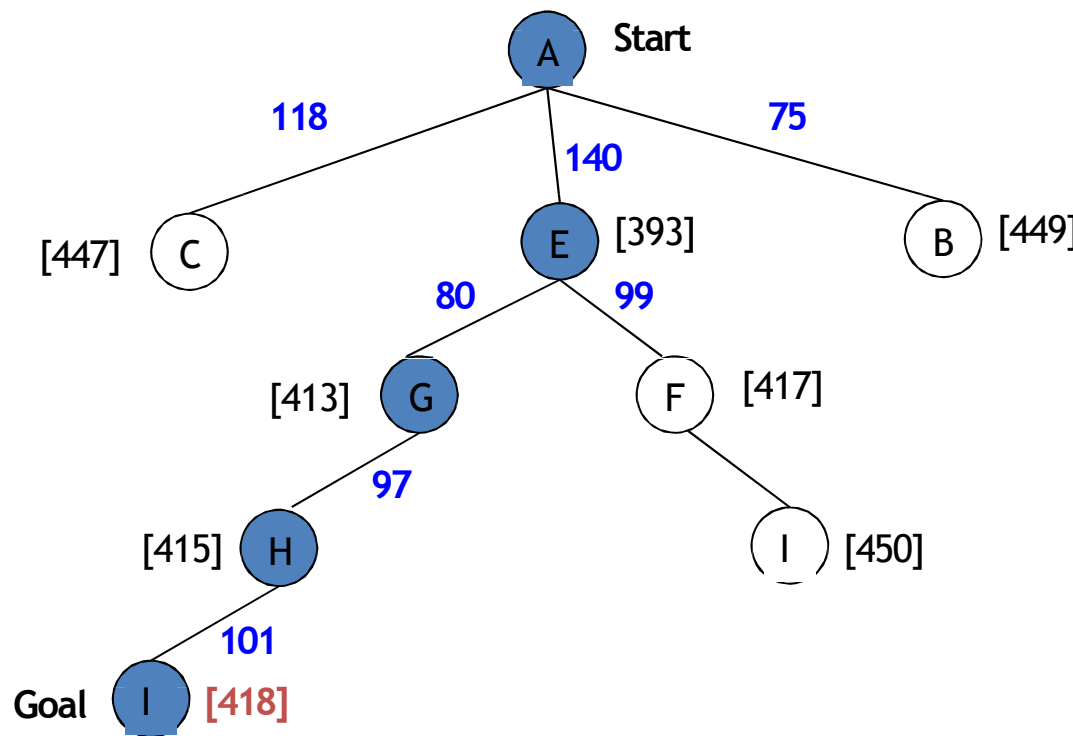 A Start
118
75
140
[447] C
E [393]
B [449]
80
99
[413] G
F [417]
97
[415] H
I [450]
101
Goal I [418]